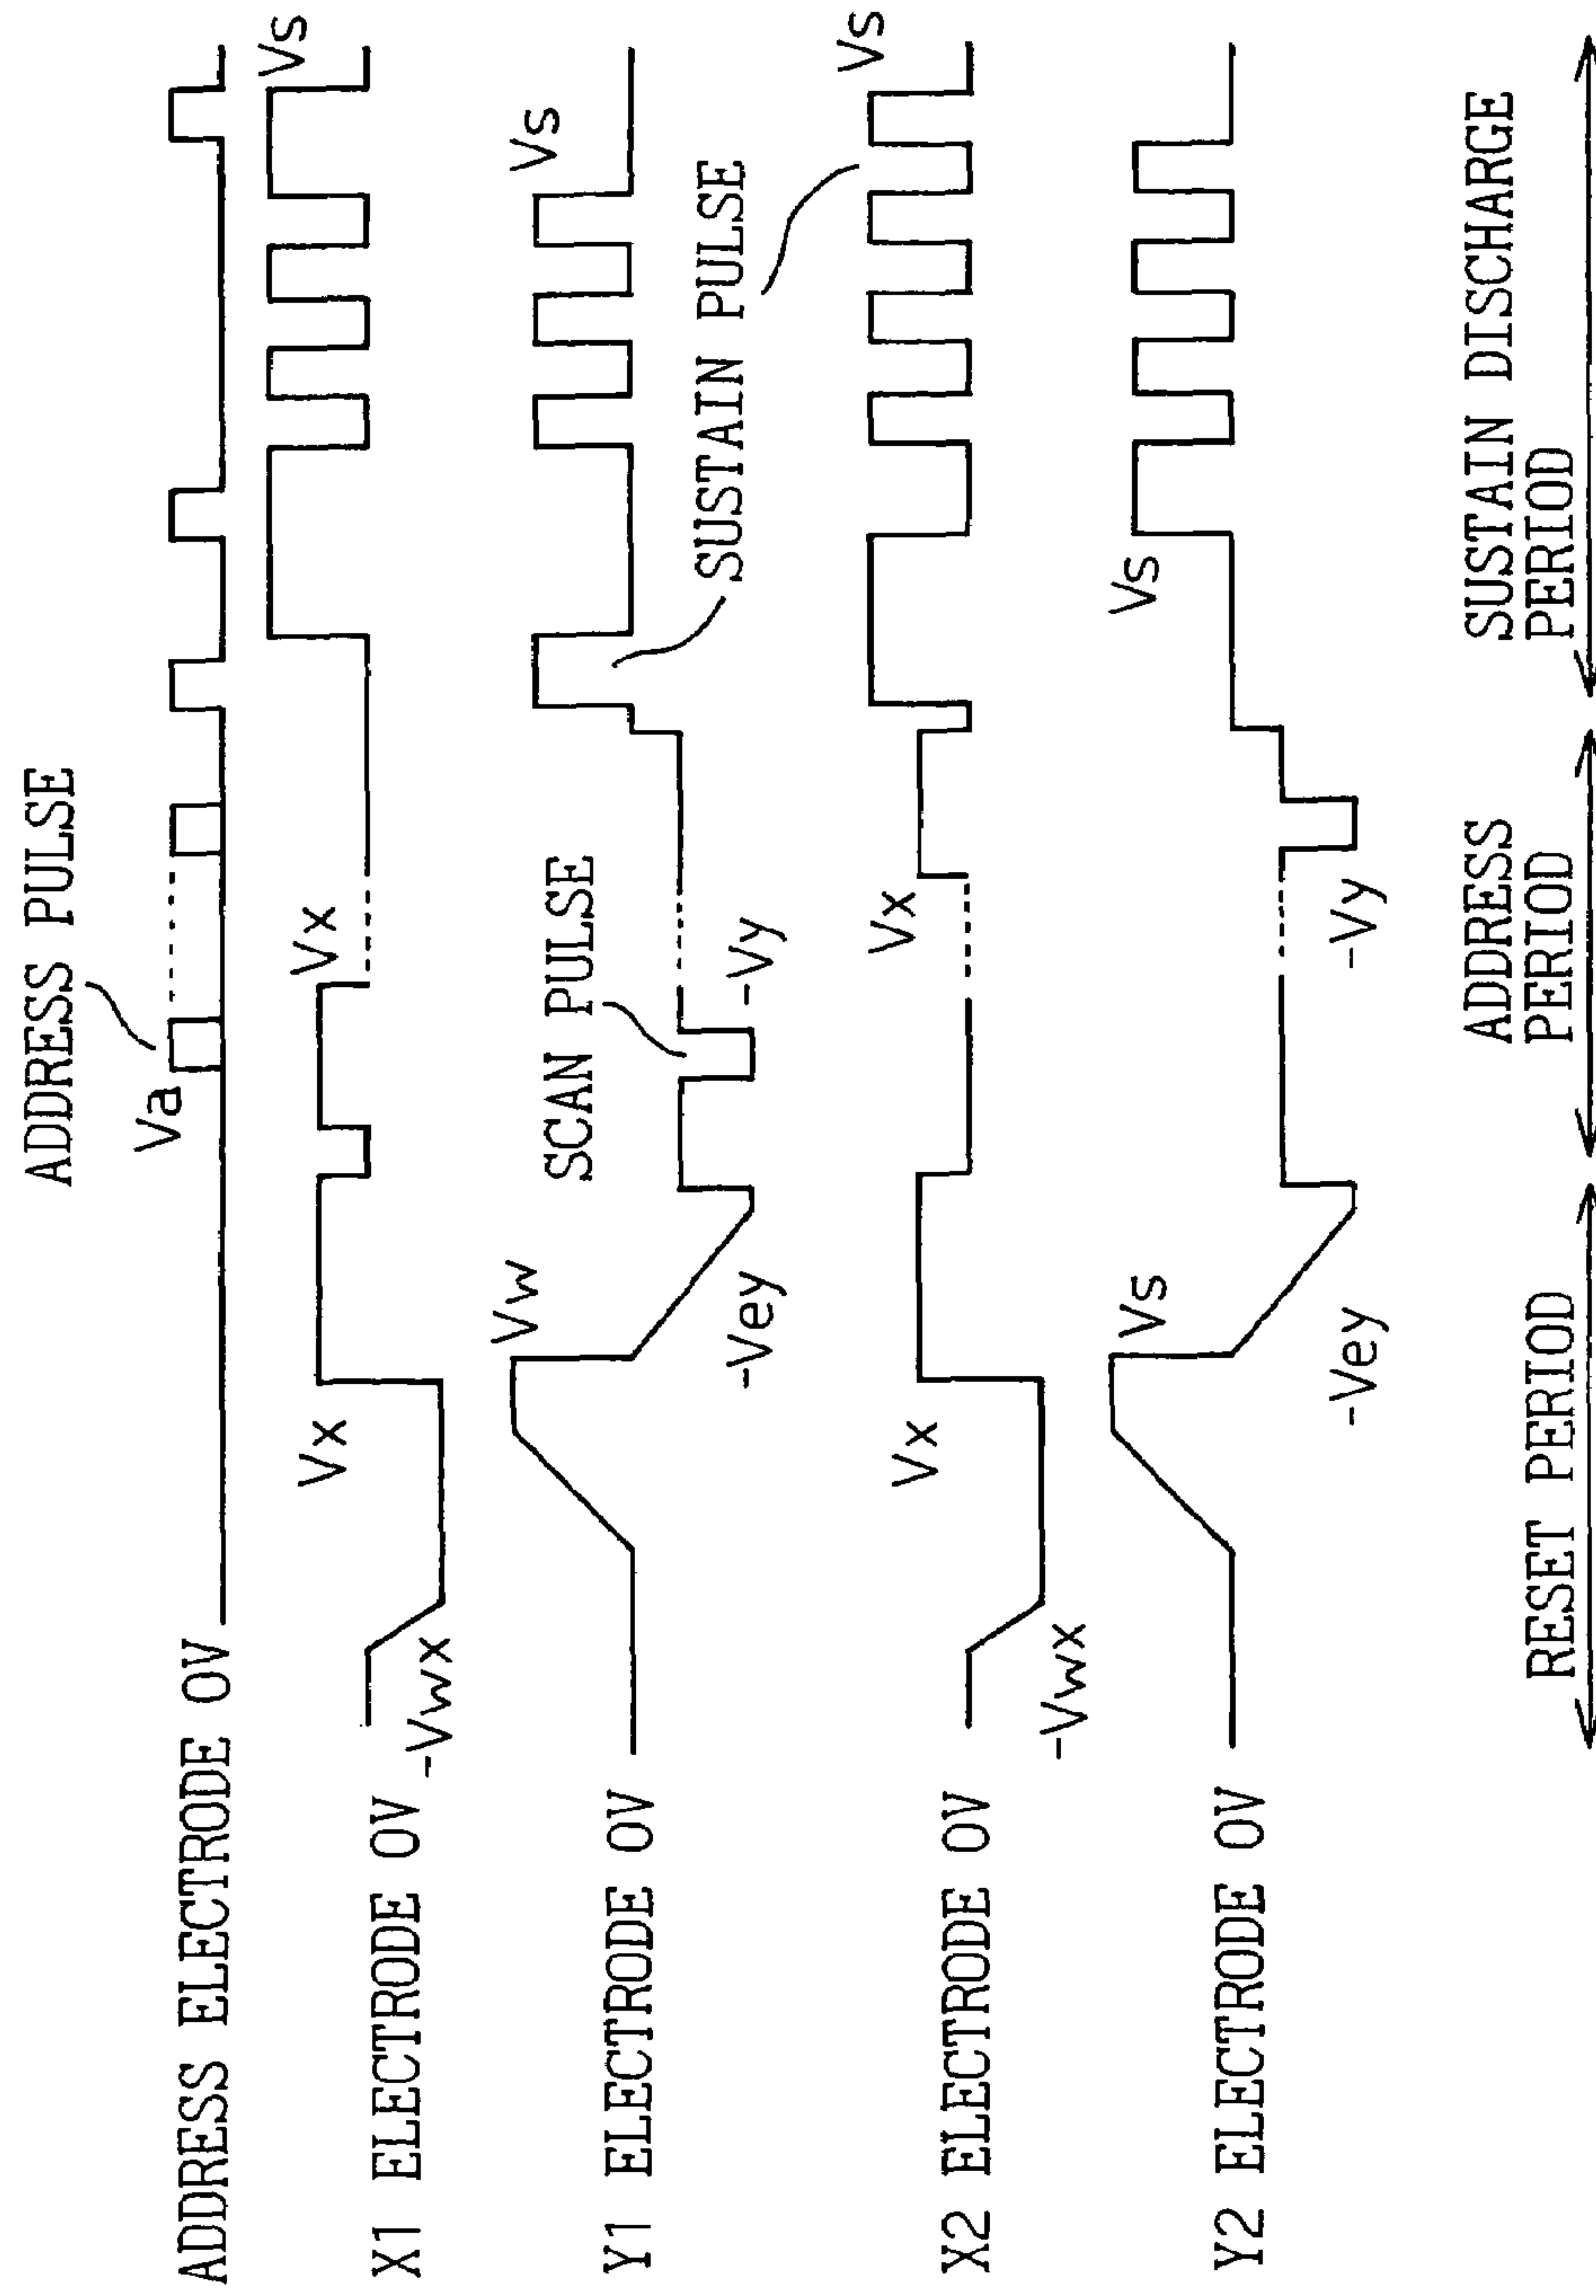 ADDRESS PULSE
Va
ADDRESS ELECTRODE 0V
Vs
Vx
Vx
-Vwx
X1 ELECTRODE 0V
Vs
Vw
SCAN PULSE
-Vey
-Vy
Y1 ELECTRODE 0V
SUSTAIN PULSE
Vs
Vx
Vx
-Vwx
X2 ELECTRODE 0V
Vs
Vs
-Vey
-Vy
Y2 ELECTRODE 0V
RESET PERIOD
ADDRESS
PERIOD
SUSTAIN DISCHARGE
PERIOD